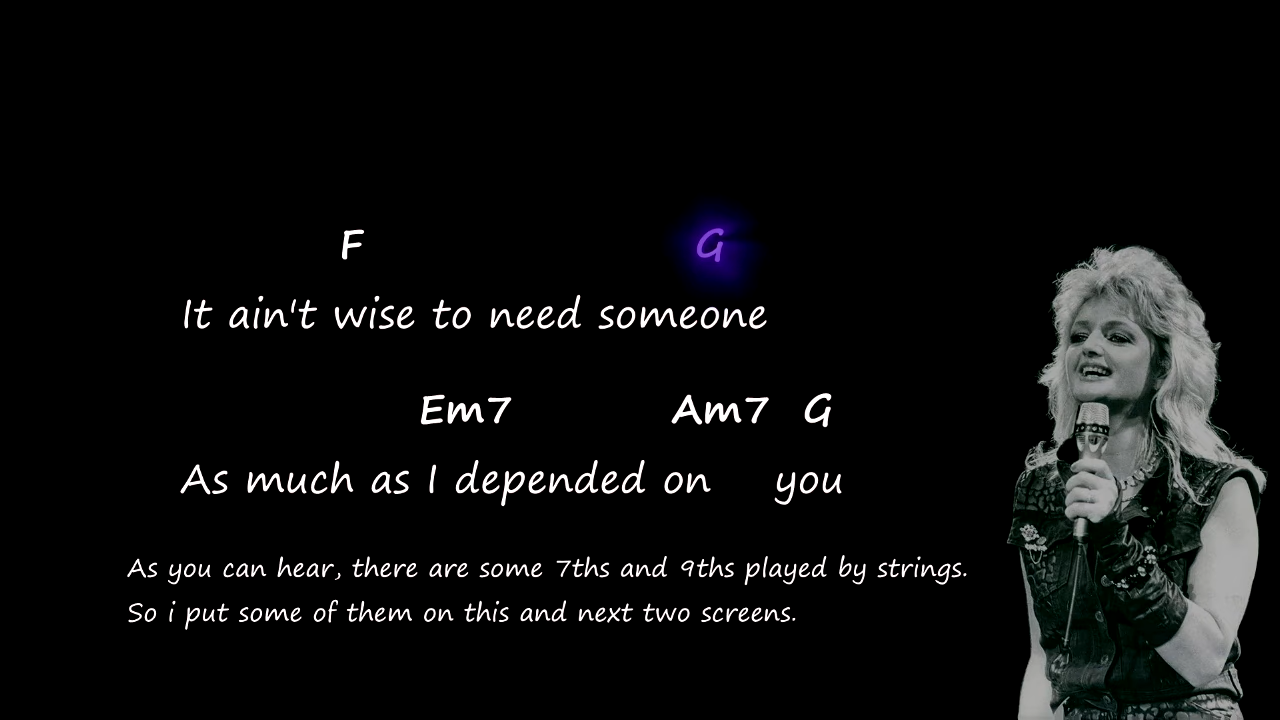 F G
It ain't wise to need someone
Em7 Am7 G
As much as I depended on you
As you can hear, there are some 7ths and 9ths played by strings.
So i put some of them on this and next two screens.